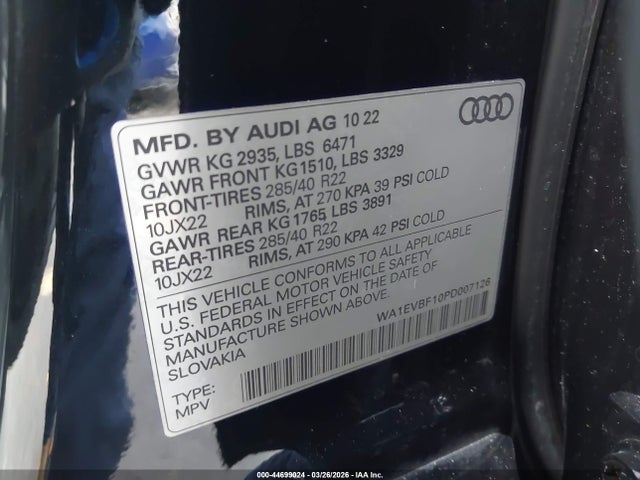 MFD. BY AUDI AG 10 22
GVWR KG 2935, LBS 6471
GAWR FRONT KG 1510, LBS 3329
FRONT-TIRES 285/40 R22
10JX22 RIMS, AT 270 KPA 39 PSI COLD
GAWR REAR KG 1765 LBS 3891
REAR-TIRES 285/40 R22
10JX22 RIMS, AT 290 KPA 42 PSI COLD
THIS VEHICLE CONFORMS TO ALL APPLICABLE
U.S. FEDERAL MOTOR VEHICLE SAFETY
STANDARDS IN EFFECT ON THE DATE OF
MANUFACTURE SHOWN ABOVE.
SLOVAKIA
WA1EVBF10PD007126
TYPE:
MPV
000-44699024 | 03/26/2026 | IAA Inc.